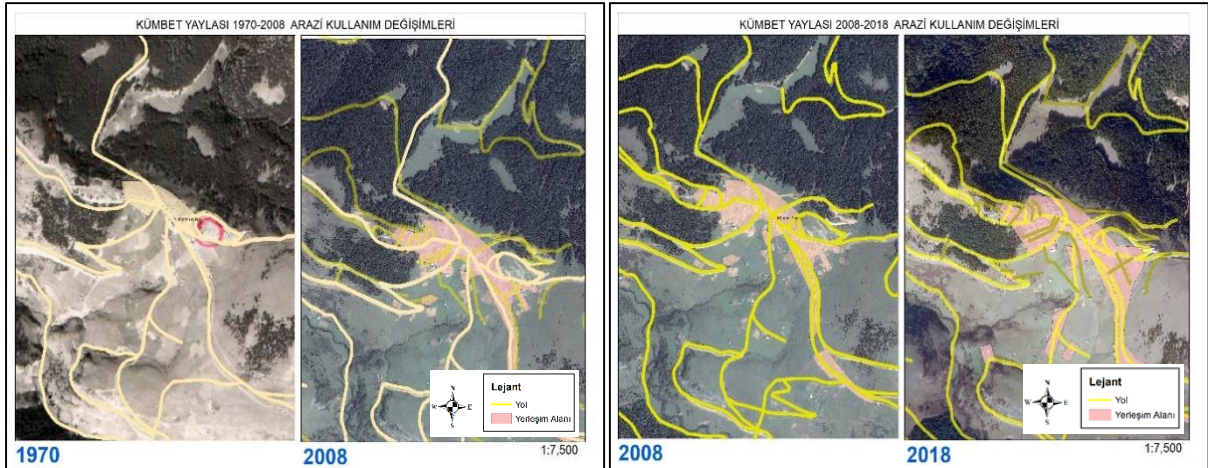 KÜMBET YAYLASI 1970-2008 ARAZİ KULLANIM DEĞİŞİMLERİ
N
W E
S
Lejant
Yol
Yerleşim Alanı
1970
2008
1:7,500
KÜMBET YAYLASI 2008-2018 ARAZİ KULLANIM DEĞİŞİMLERİ
N
W E
S
Lejant
Yol
Yerleşim Alanı
2008
2018
1:7,500